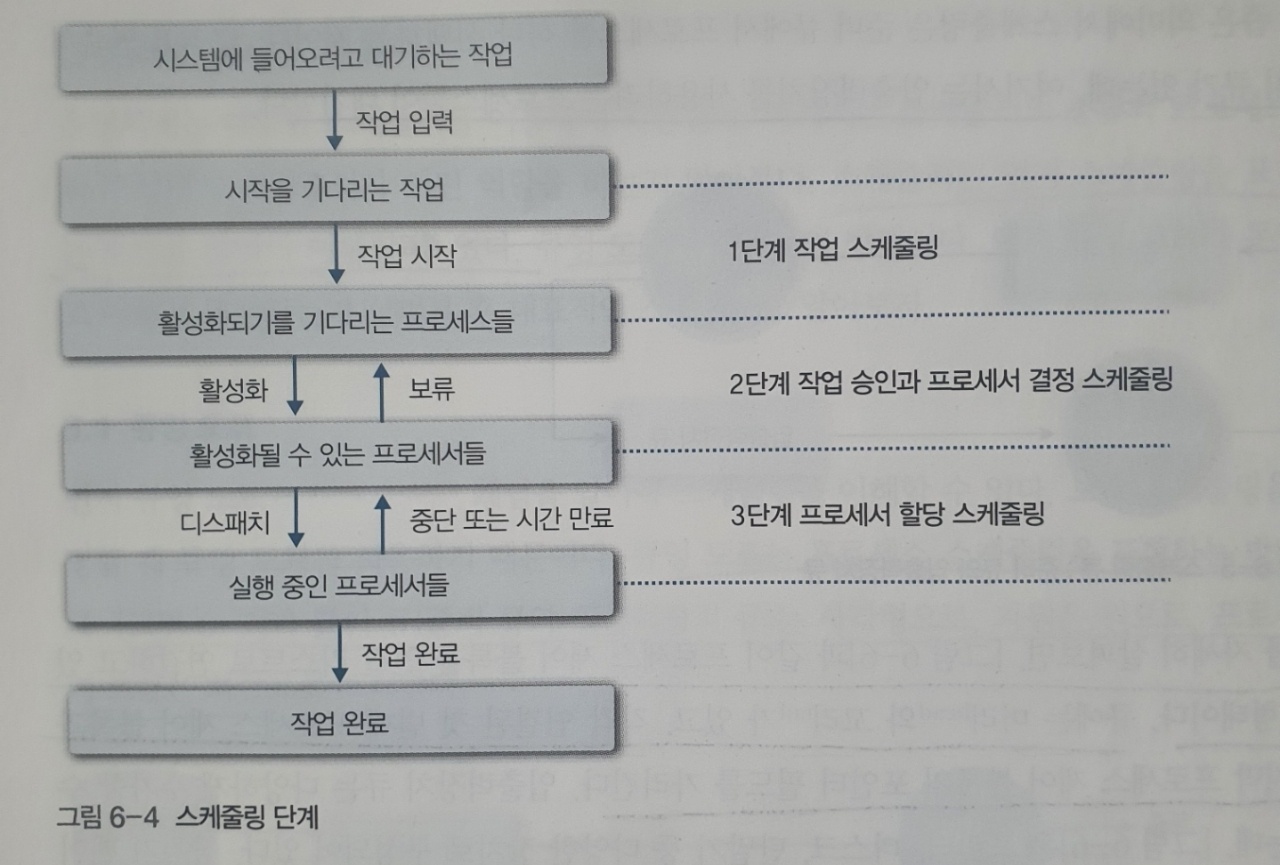 시스템에 들어오려고 대기하는 작업
작업 입력
시작을 기다리는 작업
작업 시작
1단계 작업 스케줄링
활성화되기를 기다리는 프로세스들
활성화
보류
2단계 작업 승인과 프로세서 결정 스케줄링
활성화될 수 있는 프로세서들
디스패치
중단 또는 시간 만료
3단계 프로세서 할당 스케줄링
실행 중인 프로세서들
작업 완료
작업 완료
그림 6-4 스케줄링 단계